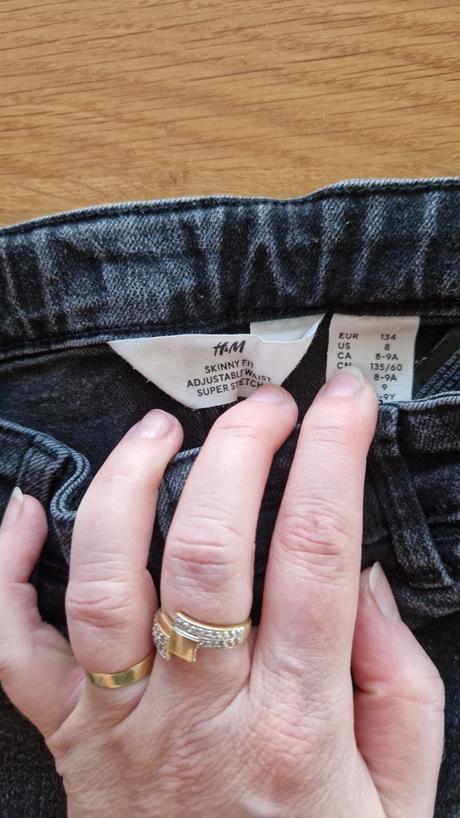 H&M
SKINNY FIT
ADJUSTABLE WAIST
SUPER STRETCH
EUR 134
US 8
CA 8-9A
CN 135/60
8-9A
9
-9Y